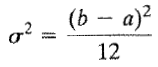 σ² = (b − a)² / 12